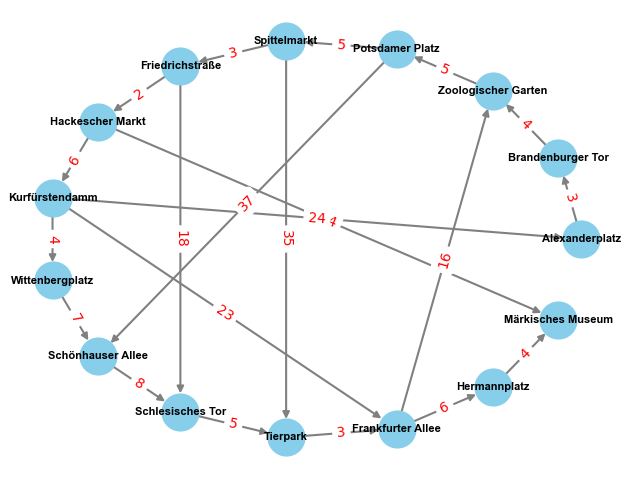 Spittelmarkt
5
Potsdamer Platz
3
Friedrichstraße
5
Zoologischer Garten
2
Hackescher Markt
4
6
Brandenburger Tor
3
Kurfürstendamm
37
24
4
18
35
Alexanderplatz
4
16
Wittenbergplatz
7
23
Märkisches Museum
Schönhauser Allee
4
8
Hermannplatz
Schlesisches Tor
6
5
3
Tierpark
Frankfurter Allee